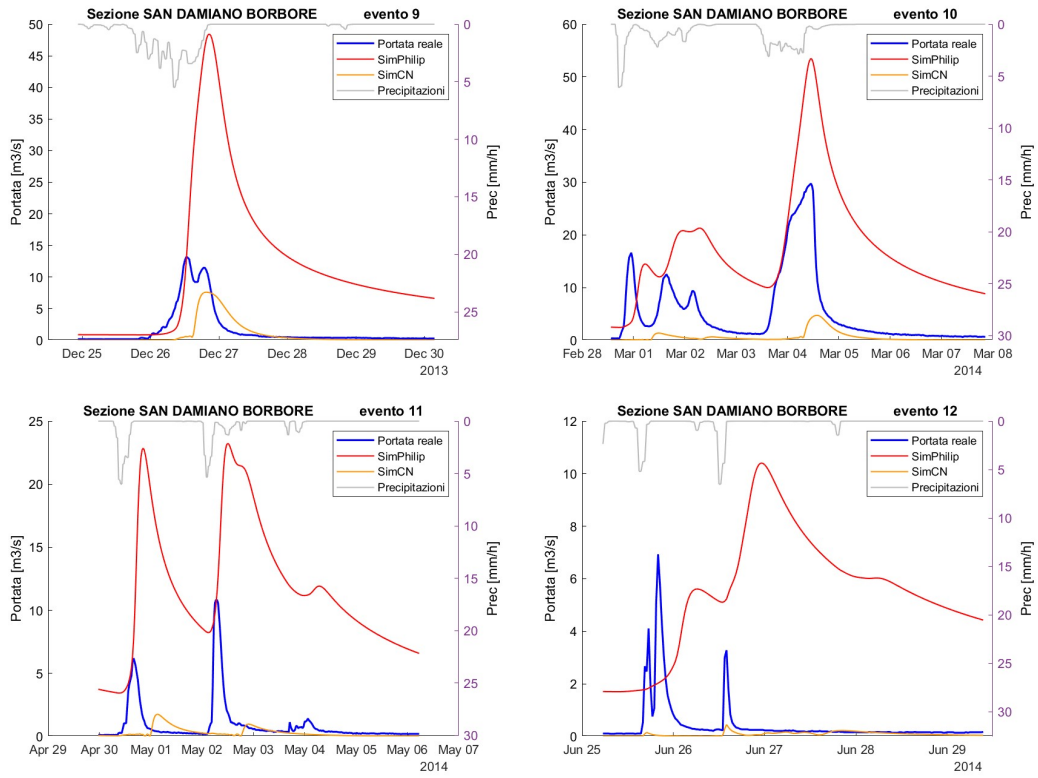 Sezione SAN DAMIANO BORBORE evento 9
Portata [m3/s]
50
45
40
35
30
25
20
15
10
5
0
Portata reale
SimPhilip
SimCN
Precipitazioni
0
5
10
15
20
25
Prec [mm/h]
Dec 25 Dec 26 Dec 27 Dec 28 Dec 29 Dec 30
2013
Sezione SAN DAMIANO BORBORE evento 10
Portata [m3/s]
60
50
40
30
20
10
0
Portata reale
SimPhilip
SimCN
Precipitazioni
0
5
10
15
20
25
30
Prec [mm/h]
Feb 28 Mar 01 Mar 02 Mar 03 Mar 04 Mar 05 Mar 06 Mar 07 Mar 08
2014
Sezione SAN DAMIANO BORBORE evento 11
Portata [m3/s]
25
20
15
10
5
0
Portata reale
SimPhilip
SimCN
Precipitazioni
0
5
10
15
20
25
30
Prec [mm/h]
Apr 29 Apr 30 May 01 May 02 May 03 May 04 May 05 May 06 May 07
2014
Sezione SAN DAMIANO BORBORE evento 12
Portata [m3/s]
12
10
8
6
4
2
0
Portata reale
SimPhilip
SimCN
Precipitazioni
0
5
10
15
20
25
30
Prec [mm/h]
Jun 25 Jun 26 Jun 27 Jun 28 Jun 29
2014